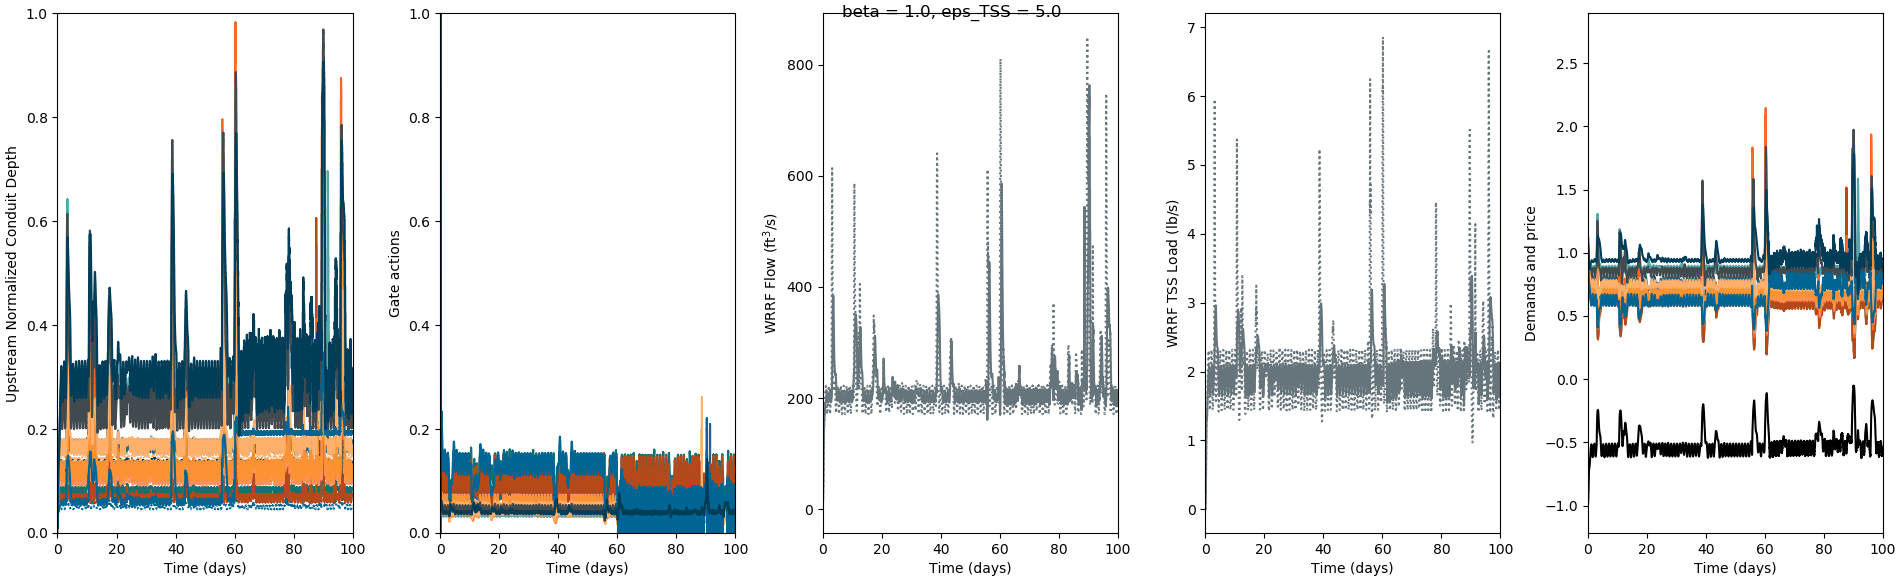 beta = 1.0, eps_TSS = 5.0
Upstream Normalized Conduit Depth
1.0
0.8
0.6
0.4
0.2
0.0
0 20 40 60 80 100
Time (days)
Gate actions
1.0
0.8
0.6
0.4
0.2
0.0
0 20 40 60 80 100
Time (days)
WRRF Flow (ft³/s)
800
600
400
200
0
0 20 40 60 80 100
Time (days)
WRRF TSS Load (lb/s)
7
6
5
4
3
2
1
0
0 20 40 60 80 100
Time (days)
Demands and price
2.5
2.0
1.5
1.0
0.5
0.0
−0.5
−1.0
0 20 40 60 80 100
Time (days)